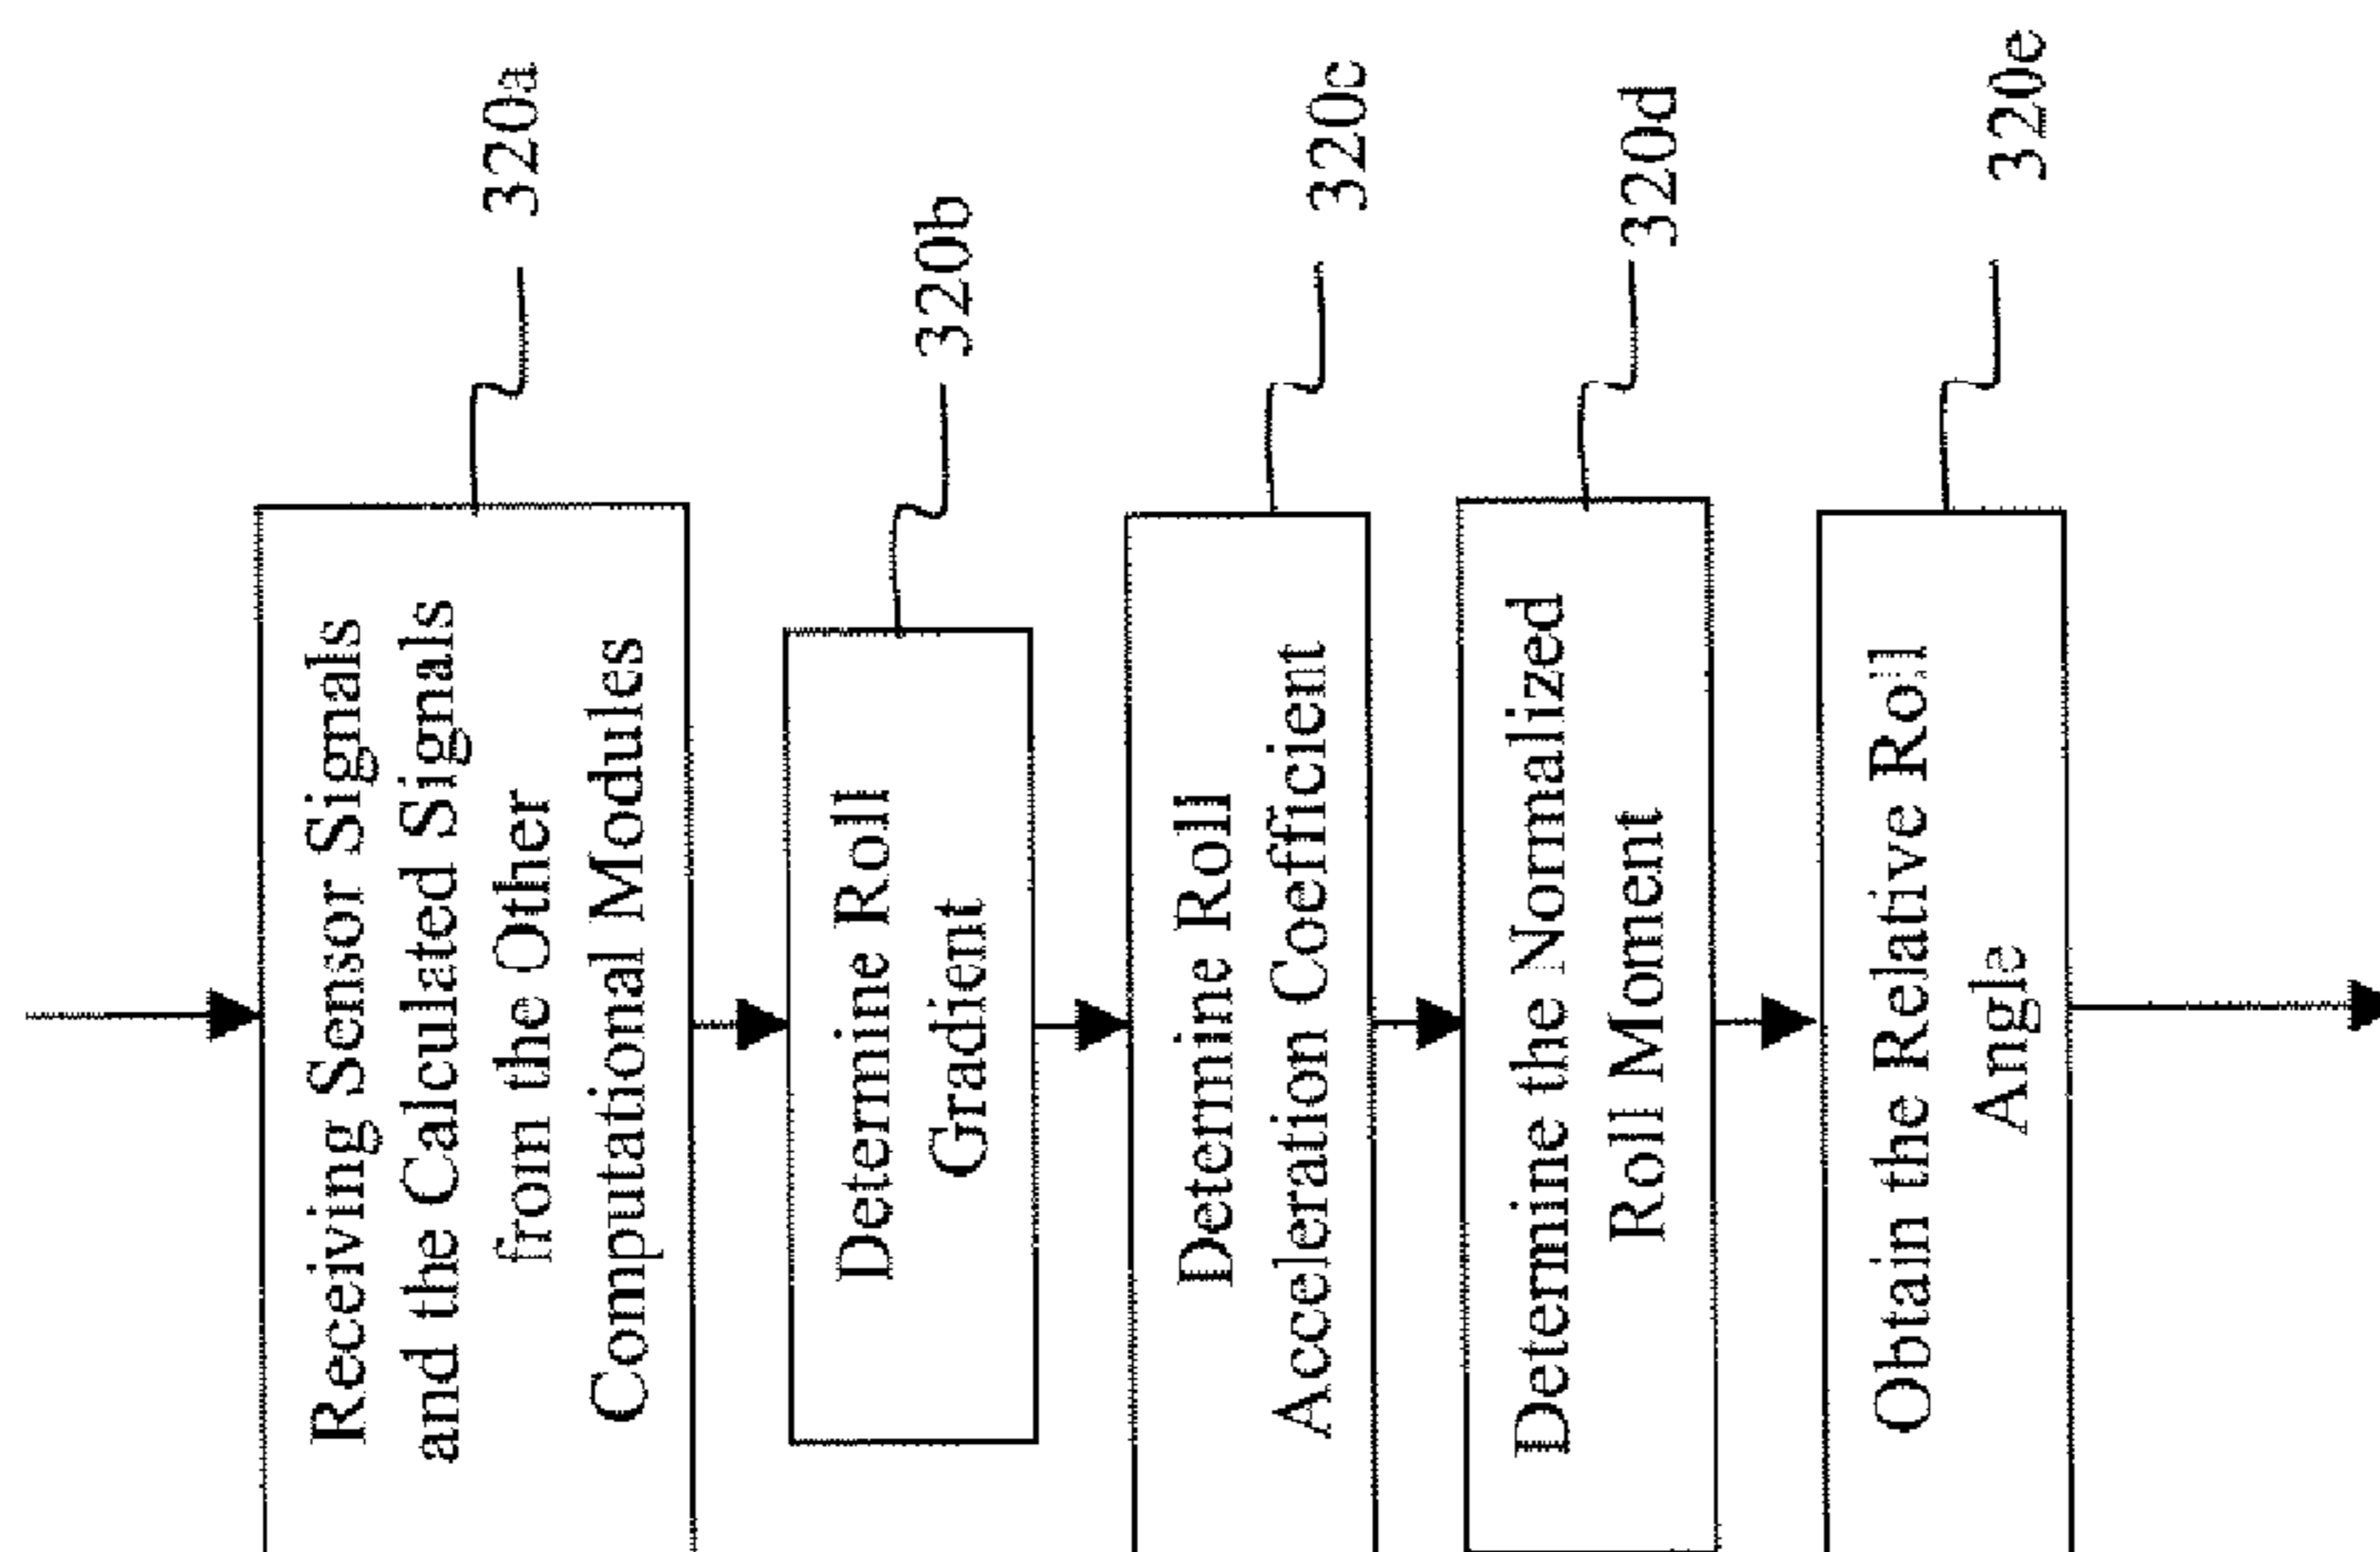 Receiving Sensor Signals
and the Calculated Signals
from the Other
Computational Modules
320a
Determine Roll
Gradient
320b
Determine Roll
Acceleration Coefficient
320c
Determine the Normalized
Roll Moment
320d
Obtain the Relative Roll
Angle
320e